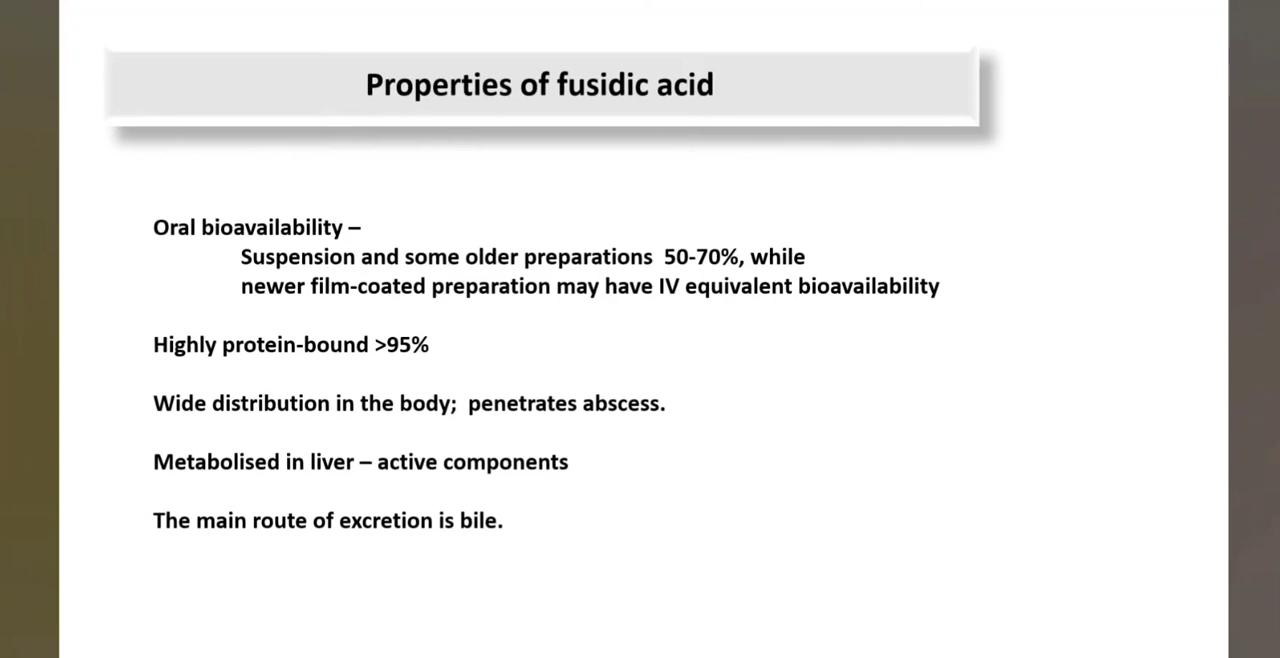 Properties of fusidic acid
Oral bioavailability –
Suspension and some older preparations 50-70%, while
newer film-coated preparation may have IV equivalent bioavailability
Highly protein-bound >95%
Wide distribution in the body; penetrates abscess.
Metabolised in liver – active components
The main route of excretion is bile.